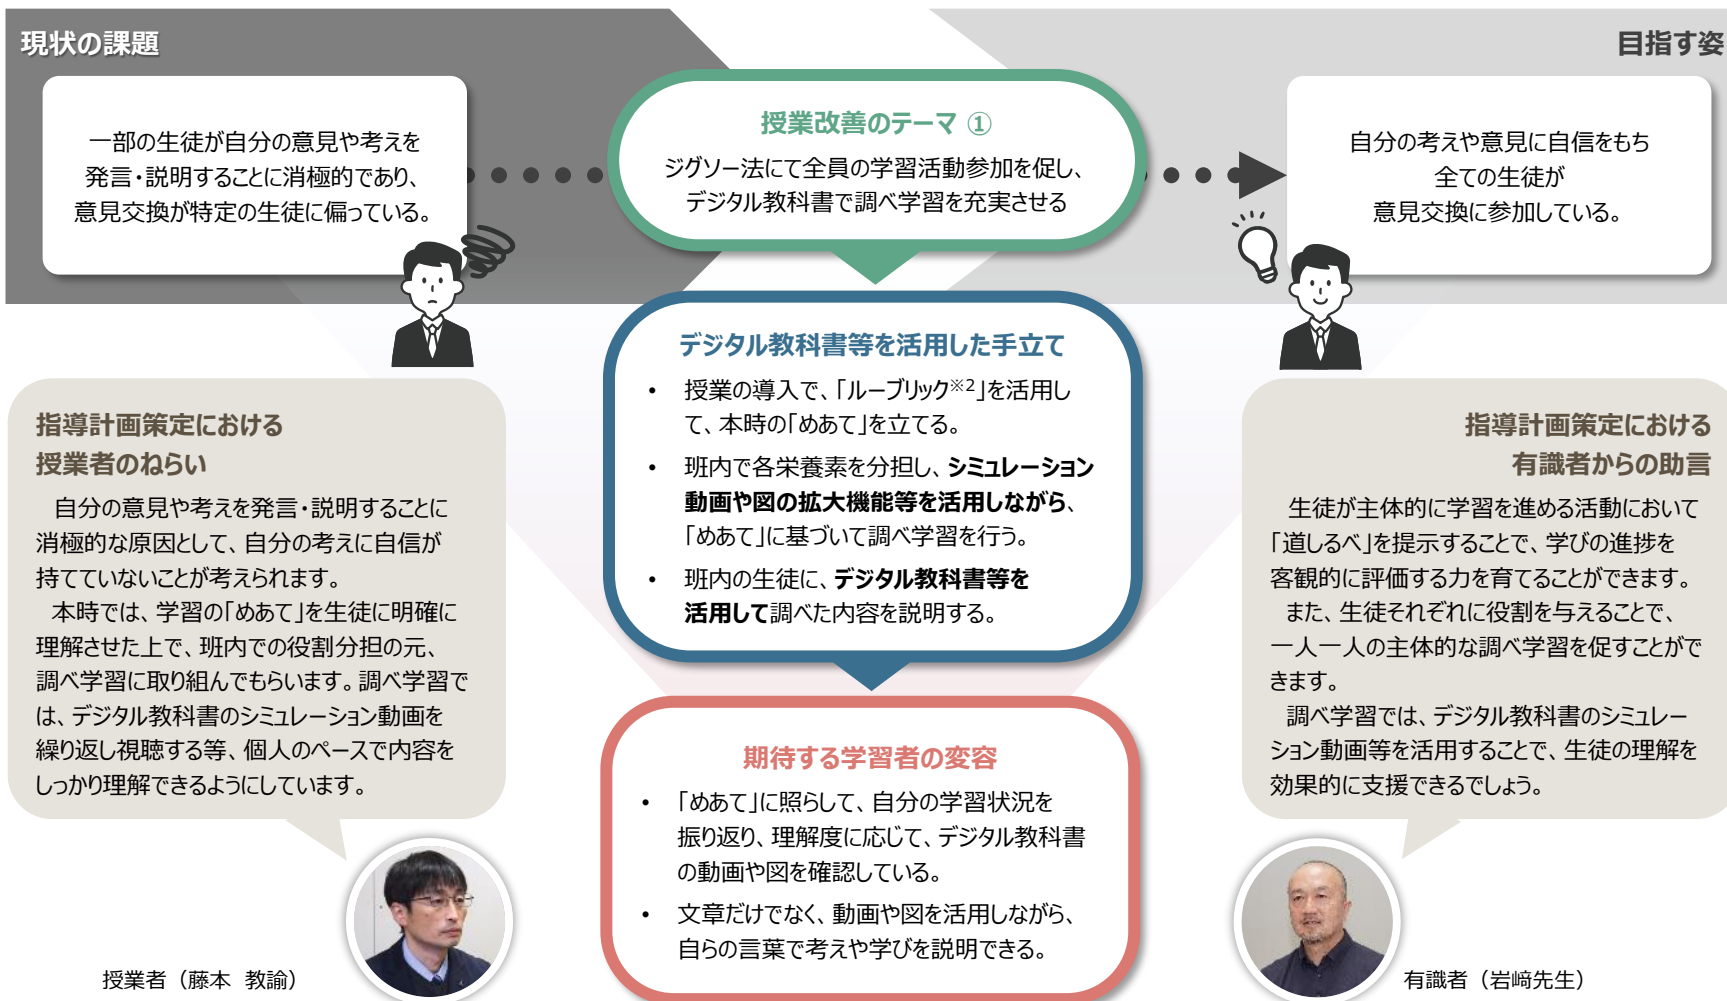 現状の課題
目指す姿
一部の生徒が自分の意見や考えを
発言・説明することに消極的であり、
意見交換が特定の生徒に偏っている。
授業改善のテーマ ①
ジグソー法にて全員の学習活動参加を促し、
デジタル教科書で調べ学習を充実させる
自分の考えや意見に自信をもち
全ての生徒が
意見交換に参加している。
デジタル教科書等を活用した手立て
• 授業の導入で、「ルーブリック※2」を活用し
て、本時の「めあて」を立てる。
• 班内で各栄養素を分担し、シミュレーション
動画や図の拡大機能等を活用しながら、
「めあて」に基づいて調べ学習を行う。
• 班内の生徒に、デジタル教科書等を
活用して調べた内容を説明する。
指導計画策定における
授業者のねらい
自分の意見や考えを発言・説明することに
消極的な原因として、自分の考えに自信が
持てていないことが考えられます。
本時では、学習の「めあて」を生徒に明確に
理解させた上で、班内での役割分担の元、
調べ学習に取り組んでもらいます。調べ学習で
は、デジタル教科書のシミュレーション動画を
繰り返し視聴する等、個人のペースで内容を
しっかり理解できるようにしています。
指導計画策定における
有識者からの助言
生徒が主体的に学習を進める活動において
「道しるべ」を提示することで、学びの進捗を
客観的に評価する力を育てることができます。
また、生徒それぞれに役割を与えることで、
一人一人の主体的な調べ学習を促すことがで
きます。
調べ学習では、デジタル教科書のシミュレー
ション動画等を活用することで、生徒の理解を
効果的に支援できるでしょう。
期待する学習者の変容
• 「めあて」に照らして、自分の学習状況を
振り返り、理解度に応じて、デジタル教科書
の動画や図を確認している。
• 文章だけでなく、動画や図を活用しながら、
自らの言葉で考えや学びを説明できる。
授業者（藤本 教諭）
有識者（岩﨑先生）